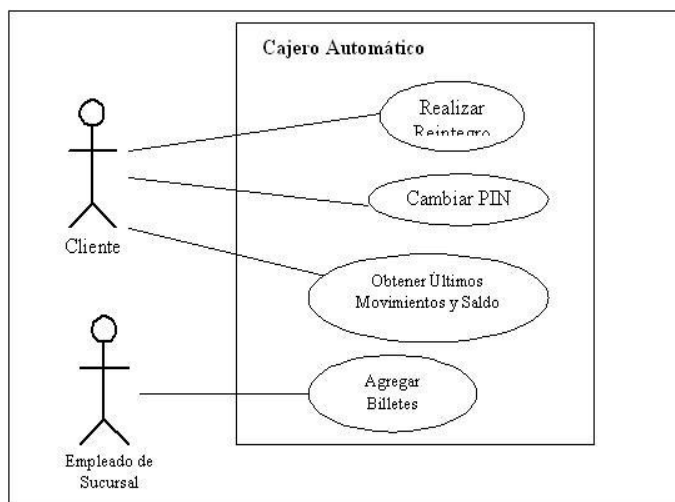 Cajero Automático
Realizar
Reintegro
Cambiar PIN
Cliente
Obtener Últimos
Movimientos y Saldo
Agregar
Billetes
Empleado de
Sucursal